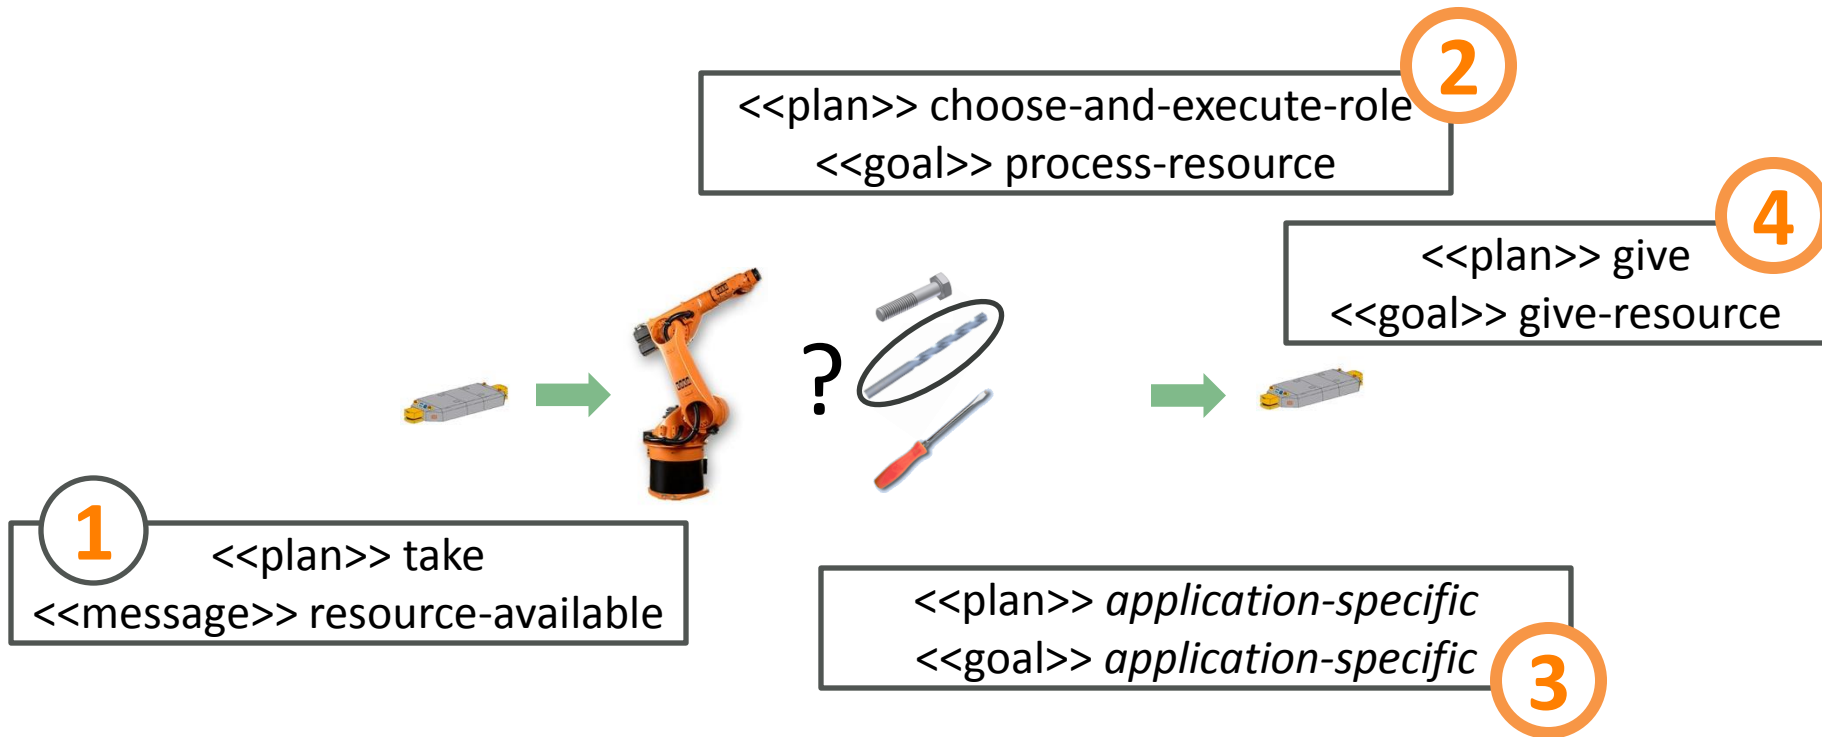 1
<<plan>> take
<<message>> resource-available
2
<<plan>> choose-and-execute-role
<<goal>> process-resource
?
3
<<plan>> application-specific
<<goal>> application-specific
4
<<plan>> give
<<goal>> give-resource